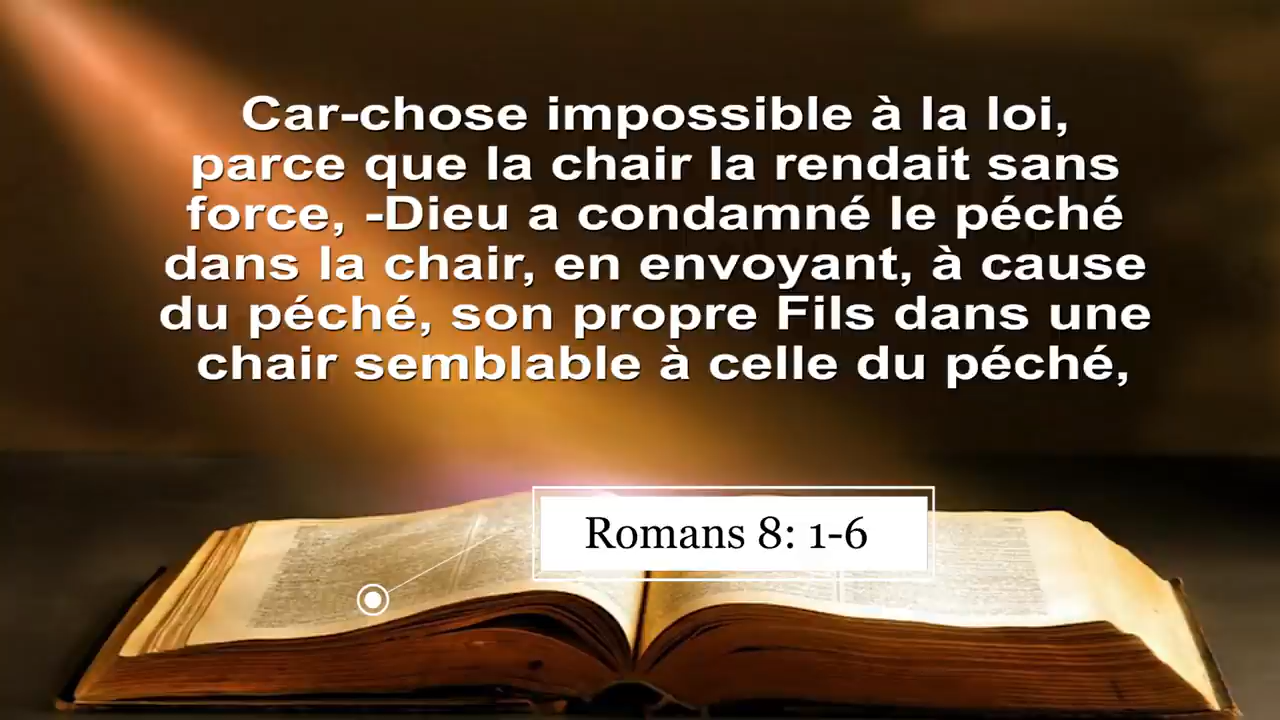 Car-chose impossible à la loi,
parce que la chair la rendait sans
force, -Dieu a condamné le péché
dans la chair, en envoyant, à cause
du péché, son propre Fils dans une
chair semblable à celle du péché,
Romans 8: 1-6